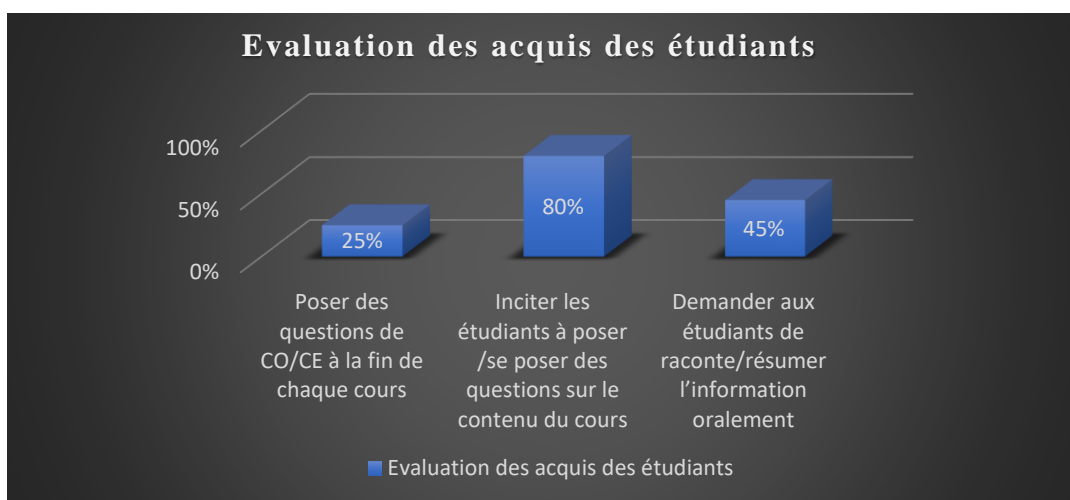 Evaluation des acquis des étudiants
100%
50%
0%
25%
80%
45%
Poser des
questions de
CO/CE à la fin de
chaque cours
Inciter les
étudiants à poser
/se poser des
questions sur le
contenu du cours
Demander aux
étudiants de
raconte/résumer
l’information
oralement
Evaluation des acquis des étudiants